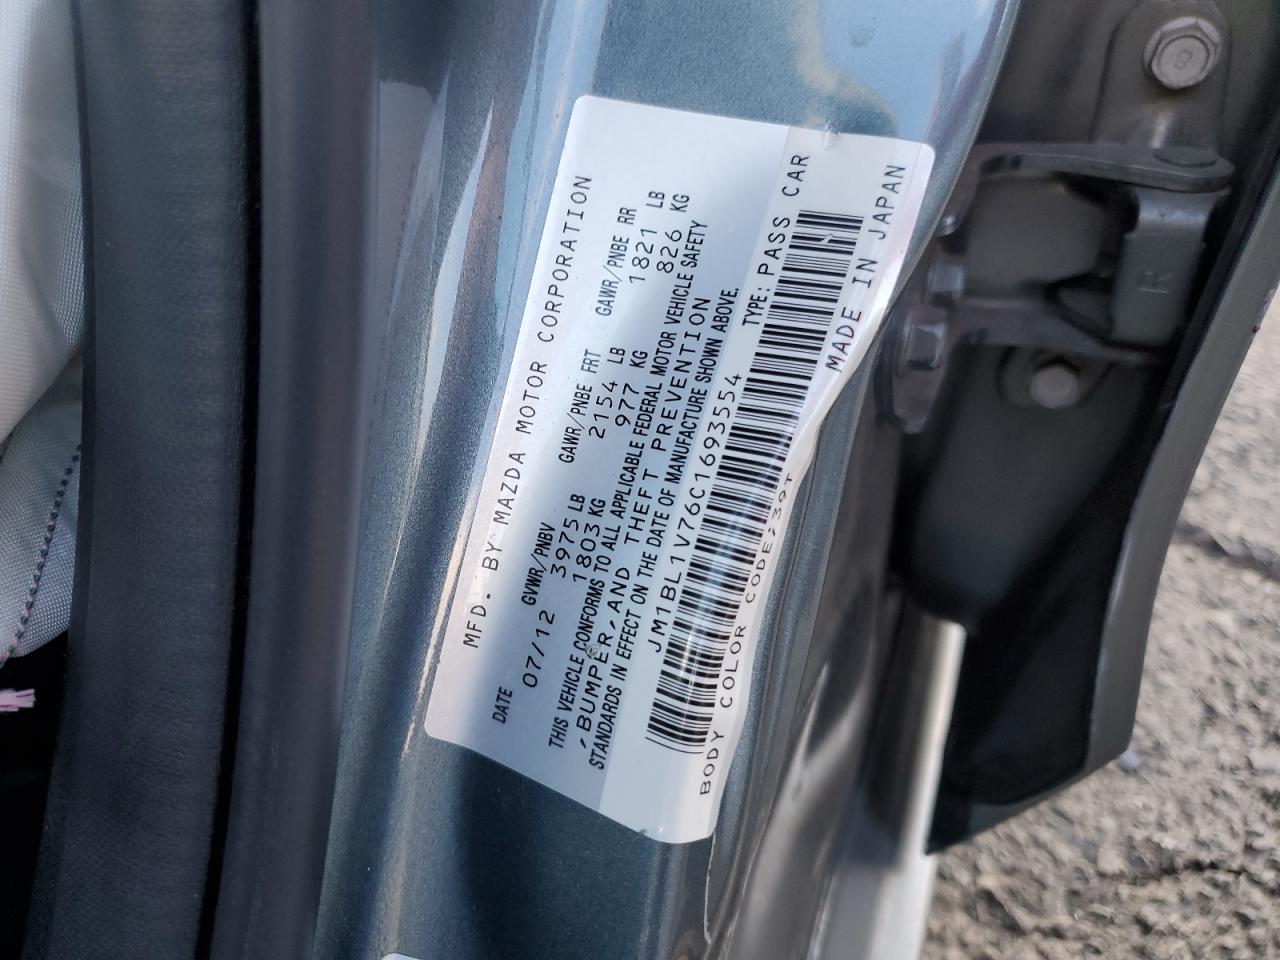 MFD. BY MAZDA MOTOR CORPORATION
DATE GVWR/PNBV GAWR/PNBE FRT GAWR/PNBE RR
07/12 3975 LB 2154 LB 1821 LB
1803 KG 977 KG 826 KG
THIS VEHICLE CONFORMS TO ALL APPLICABLE FEDERAL MOTOR VEHICLE SAFETY
,BUMPER,AND THEFT PREVENTION
STANDARDS IN EFFECT ON THE DATE OF MANUFACTURE SHOWN ABOVE.
JM1BL1V76C1693554 TYPE: PASS CAR
BODY COLOR CODE:39T MADE IN JAPAN
8
R